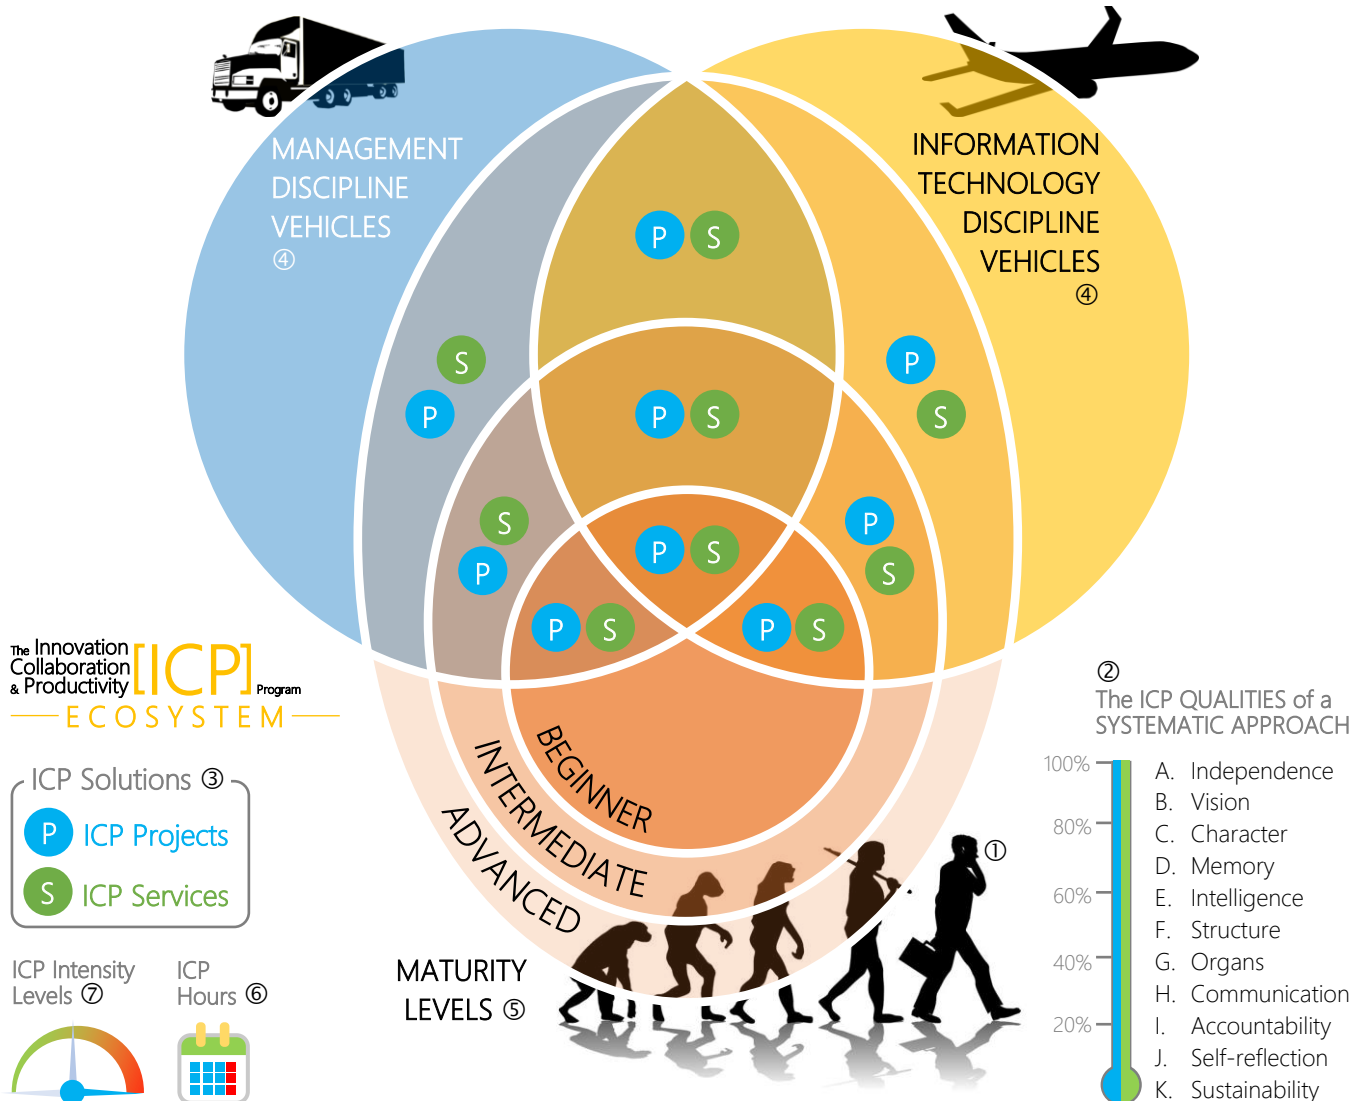 MANAGEMENT
DISCIPLINE
VEHICLES
④
INFORMATION
TECHNOLOGY
DISCIPLINE
VEHICLES
④
P S
S
P
P
S
P S
S
P
P
S
P S
P S
P S
The Innovation
Collaboration
& Productivity [ICP] Program
ECOSYSTEM
ICP Solutions ③
P ICP Projects
S ICP Services
ICP Intensity
Levels ⑦
ICP
Hours ⑥
BEGINNER
INTERMEDIATE
ADVANCED
MATURITY
LEVELS ⑤
①
②
The ICP QUALITIES of a
SYSTEMATIC APPROACH
100%
80%
60%
40%
20%
A. Independence
B. Vision
C. Character
D. Memory
E. Intelligence
F. Structure
G. Organs
H. Communication
I. Accountability
J. Self-reflection
K. Sustainability